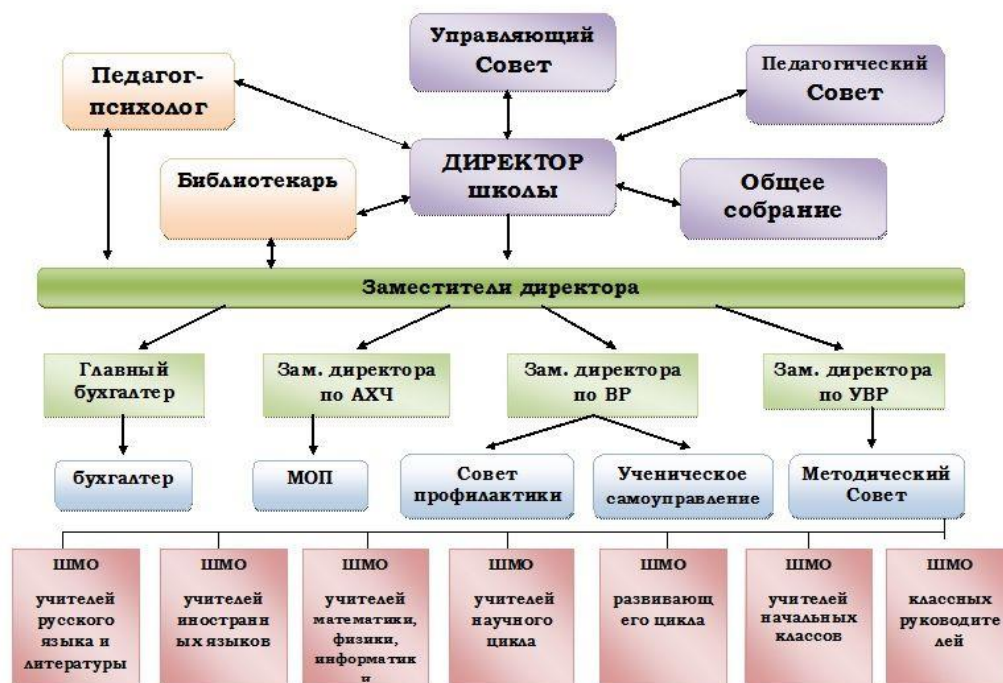 Управляющий
Совет
Педагог-
психолог
Педагогический
Совет
ДИРЕКТОР
школы
Библиотекарь
Общее
собрание
Заместители директора
Главный
бухгалтер
Зам. директора
по АХЧ
Зам. директора
по ВР
Зам. директора
по УВР
бухгалтер
МОП
Совет
профилактики
Ученическое
самоуправление
Методический
Совет
ШМО
учителей
русского
языка и
литературы
ШМО
учителей
иностранн
ых языков
ШМО
учителей
математики,
физики,
информатик
и
ШМО
учителей
научного
цикла
ШМО
развивающ
его цикла
ШМО
учителей
начальных
классов
ШМО
классных
руководите
лей